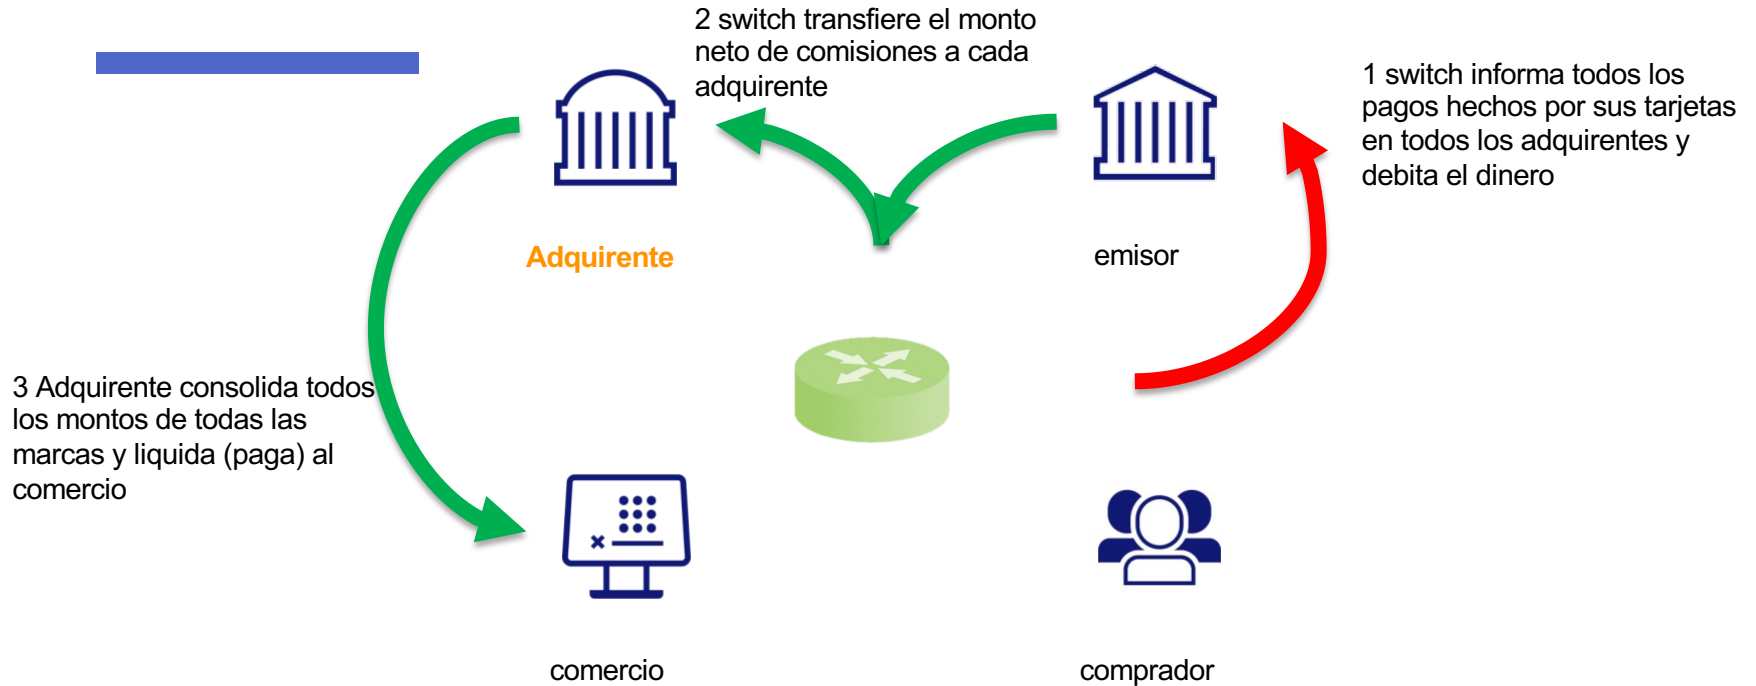 2 switch transfiere el monto
neto de comisiones a cada
adquirente
1 switch informa todos los
pagos hechos por sus tarjetas
en todos los adquirentes y
debita el dinero
Adquirente
emisor
3 Adquirente consolida todos
los montos de todas las
marcas y liquida (paga) al
comercio
comercio
comprador